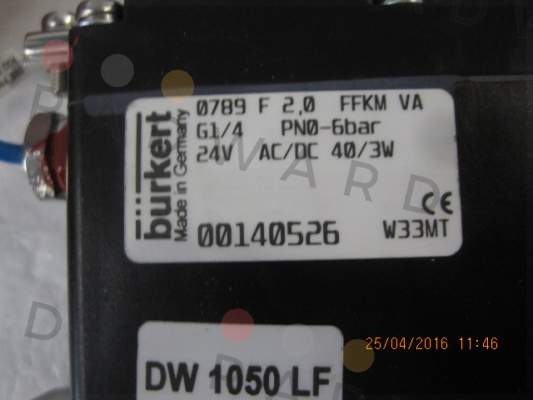 bürkert
Made in Germany
0789 F 2,0 FFKM VA
G1/4 PN0-6bar
24V AC/DC 40/3W
00140526
CE W33MT
25/04/2016 11:46
DW 1050 LF